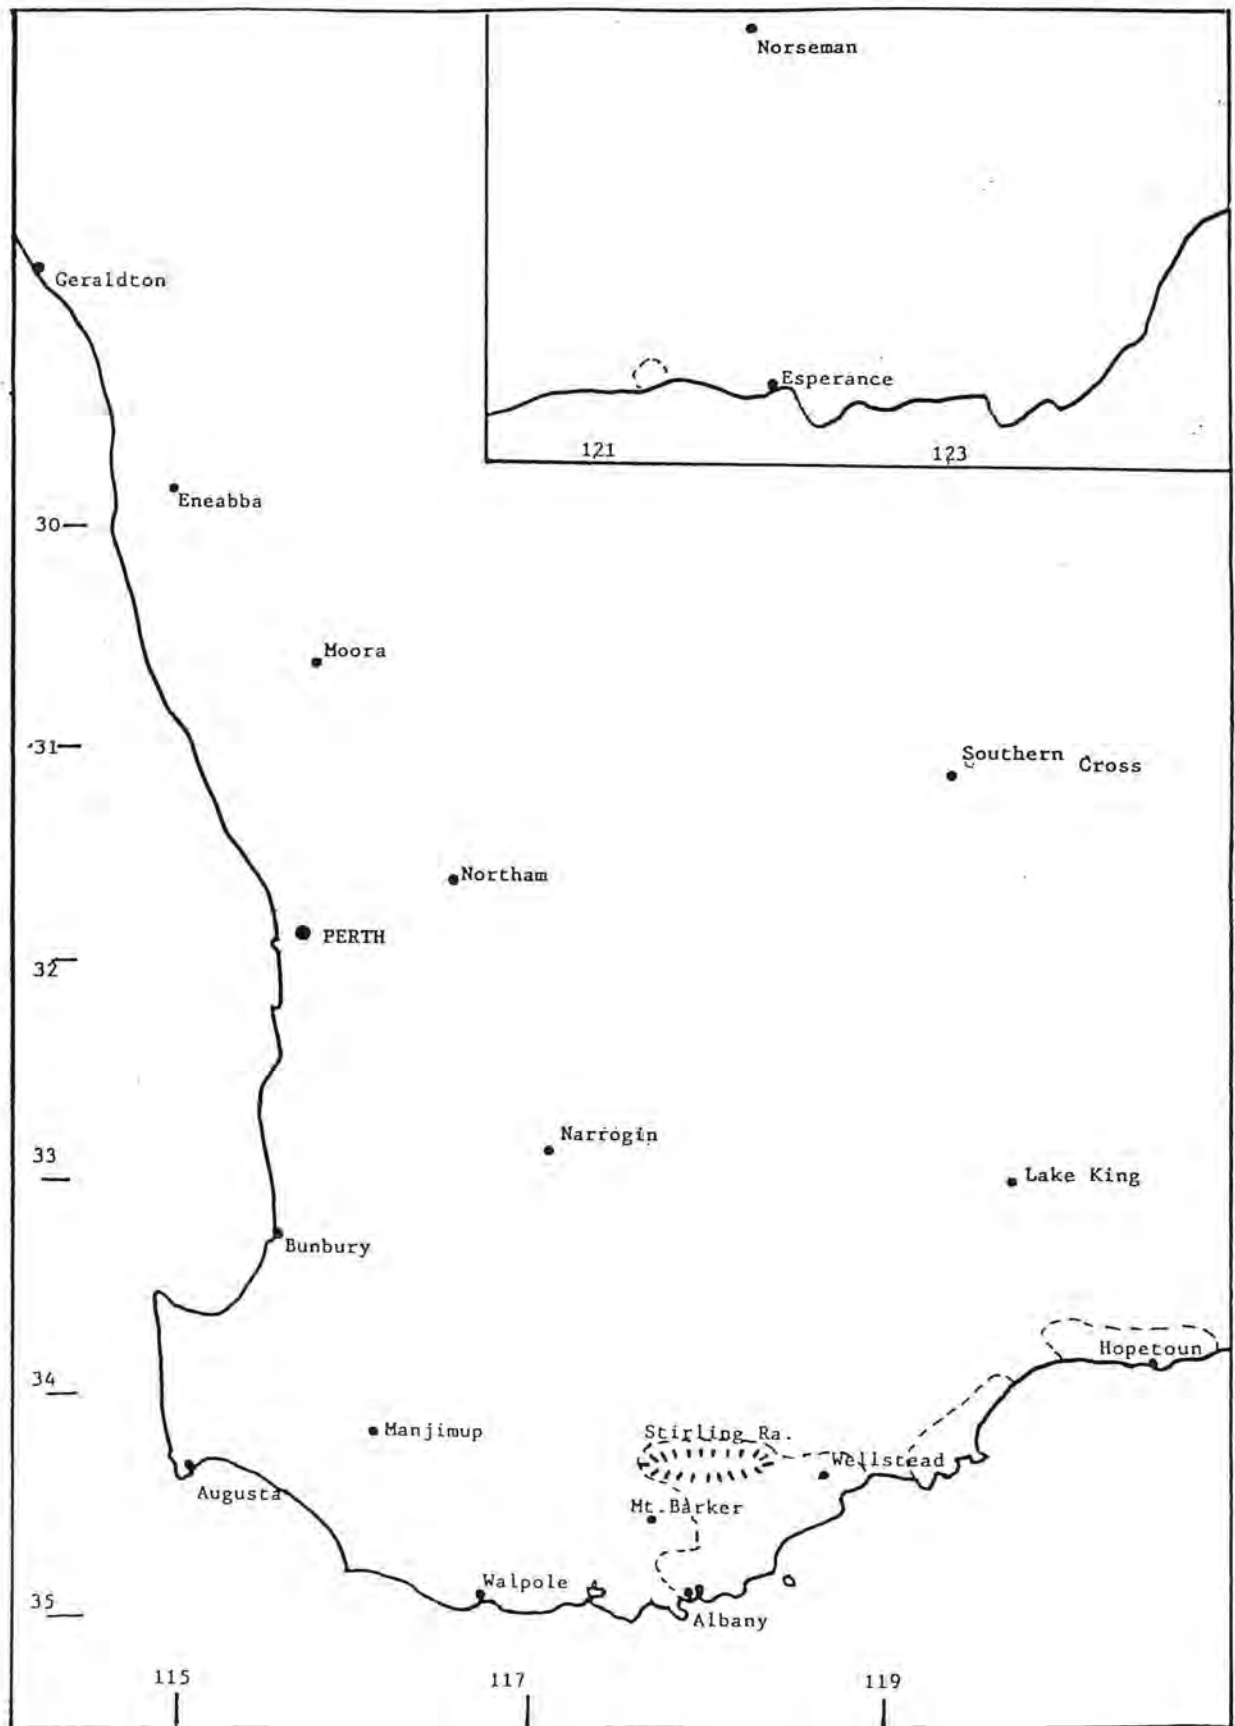 Norseman
Geraldton
Esperance
121
123
Eneabba
30
Moora
31
Southern Cross
Northam
PERTH
32
Narrogin
33
Lake King
Bunbury
Hopetoun
34
Manjimup
Stirling Ra.
Wellstead
Augusta
Mt.Barker
Walpole
35
Albany
115
117
119